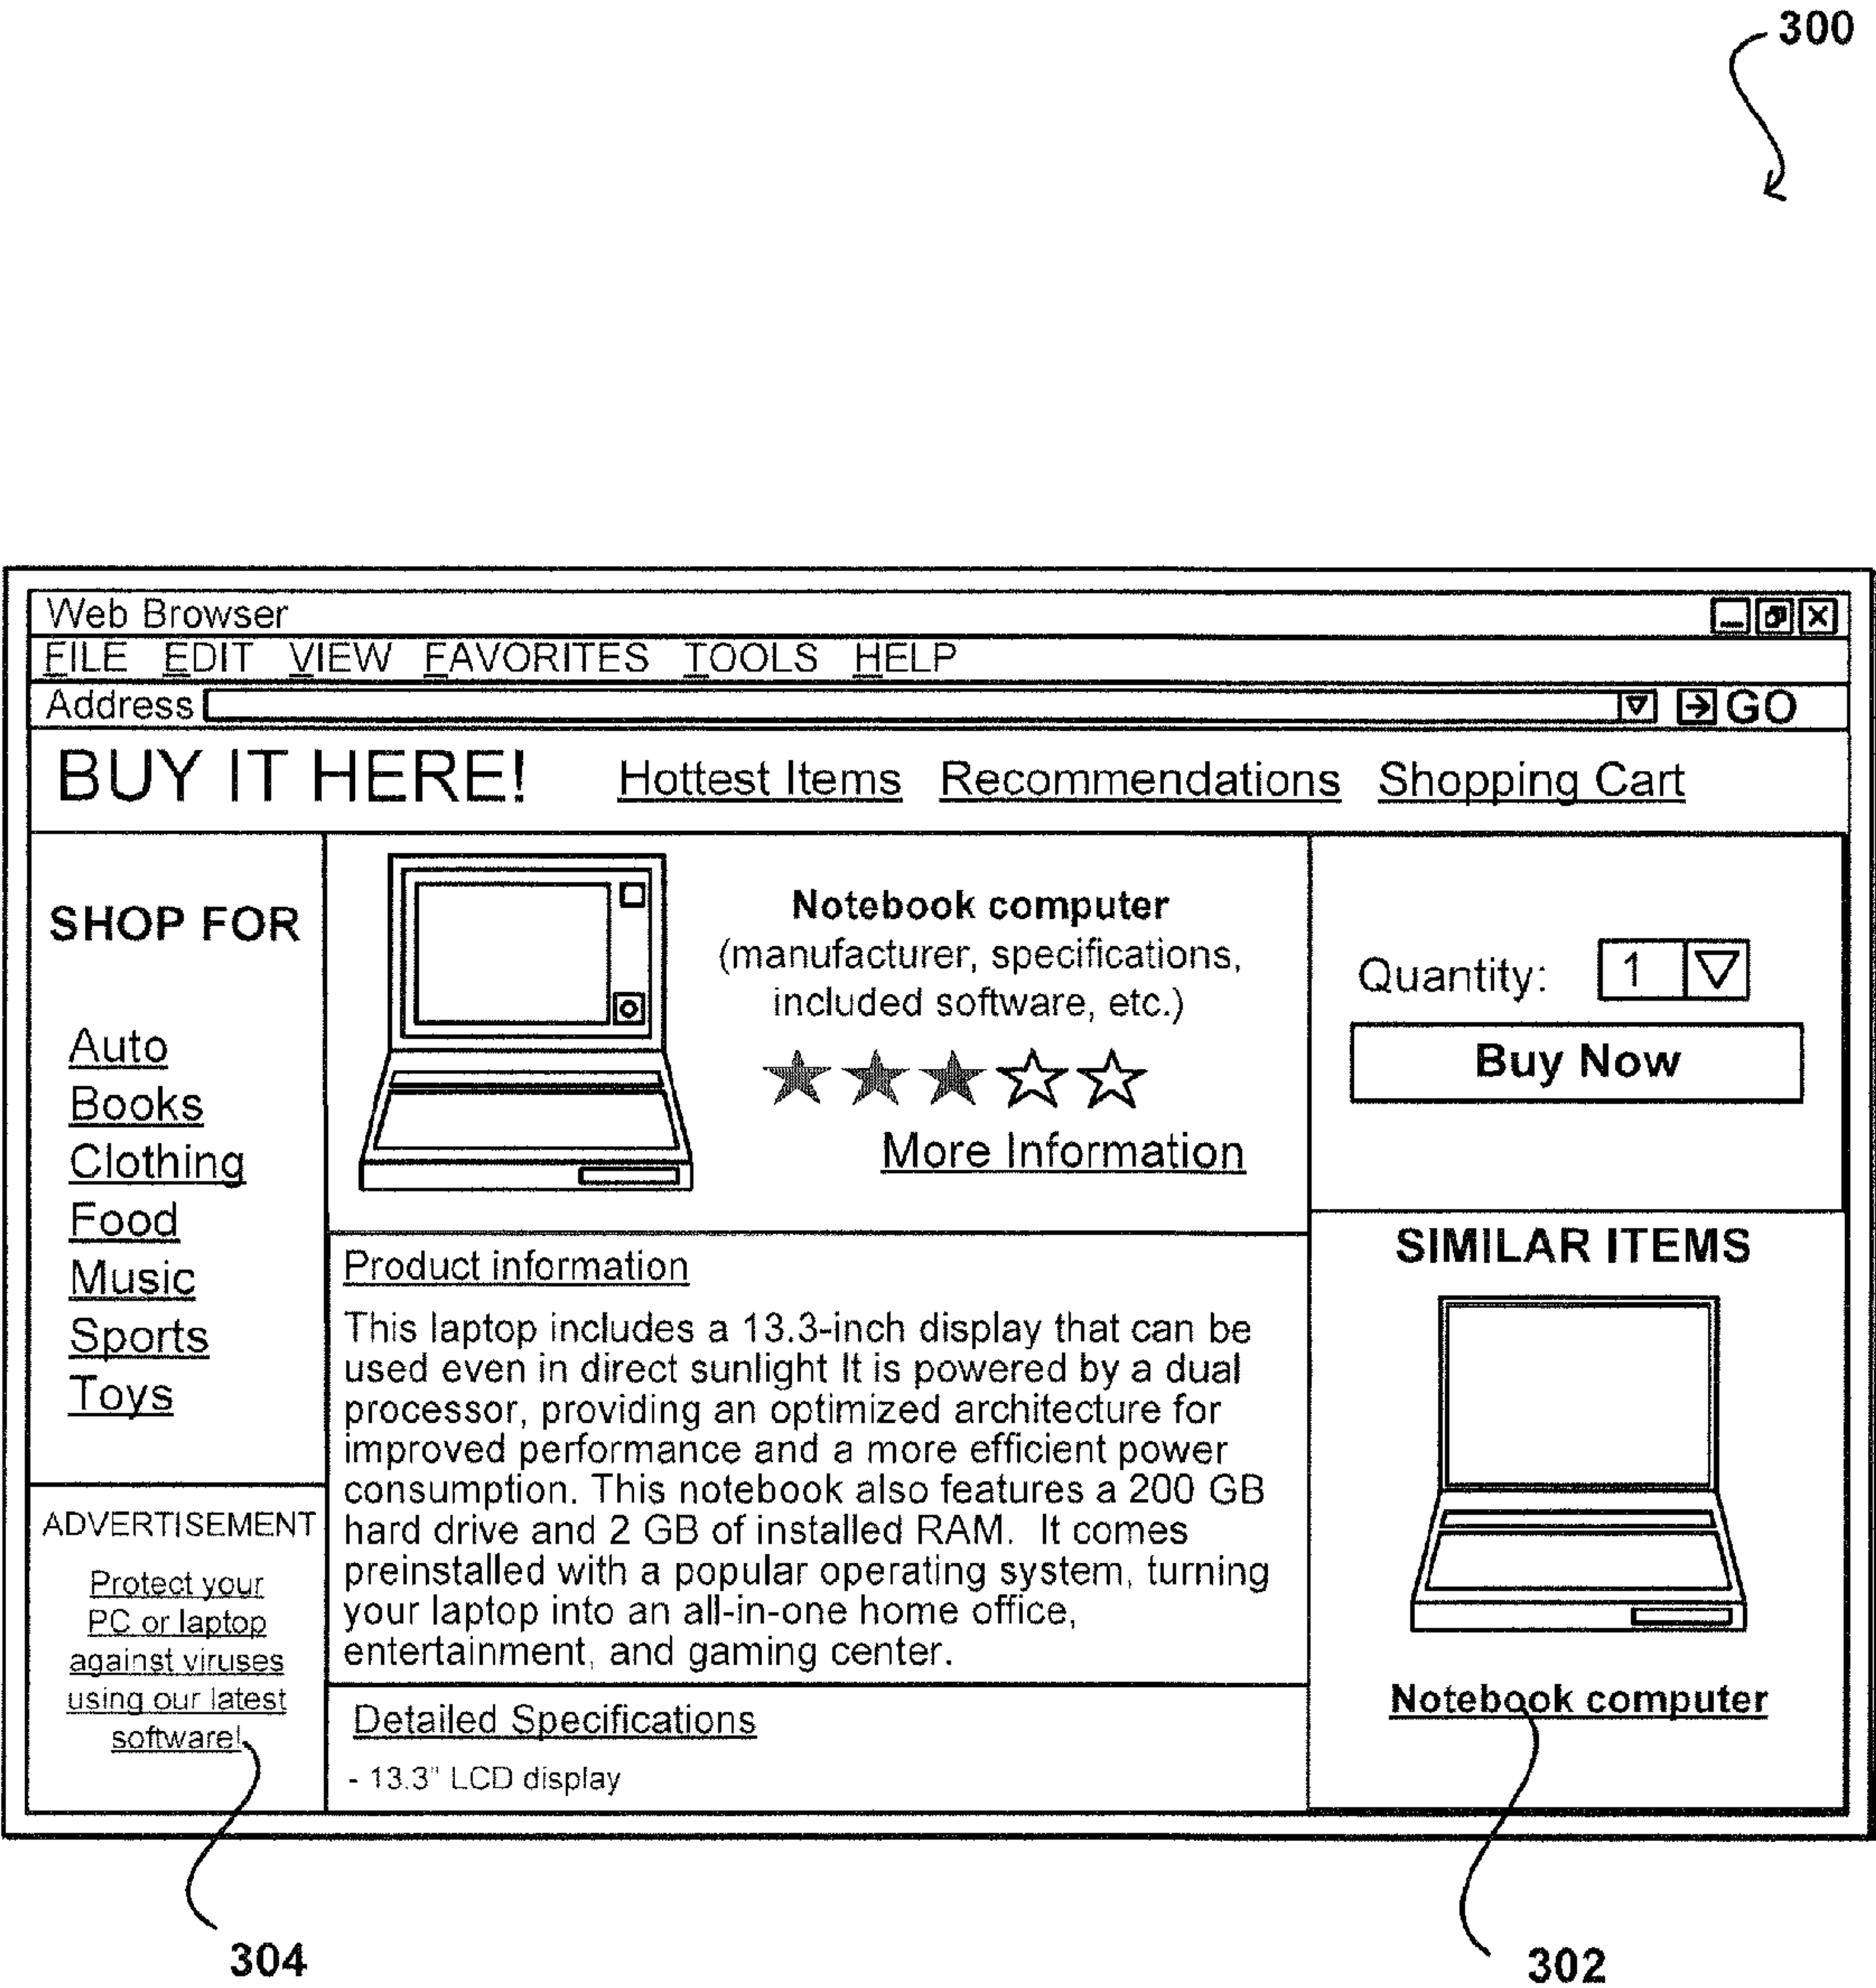 300
Web Browser
FILE EDIT VIEW FAVORITES TOOLS HELP
Address GO
BUY IT HERE! Hottest Items Recommendations Shopping Cart
SHOP FOR
Auto
Books
Clothing
Food
Music
Sports
Toys
ADVERTISEMENT
Protect your
PC or laptop
against viruses
using our latest
software!
Notebook computer
(manufacturer, specifications,
included software, etc.)
More Information
Product information
This laptop includes a 13.3-inch display that can be
used even in direct sunlight It is powered by a dual
processor, providing an optimized architecture for
improved performance and a more efficient power
consumption. This notebook also features a 200 GB
hard drive and 2 GB of installed RAM. It comes
preinstalled with a popular operating system, turning
your laptop into an all-in-one home office,
entertainment, and gaming center.
Detailed Specifications
- 13.3" LCD display
Quantity: 1
Buy Now
SIMILAR ITEMS
Notebook computer
304
302